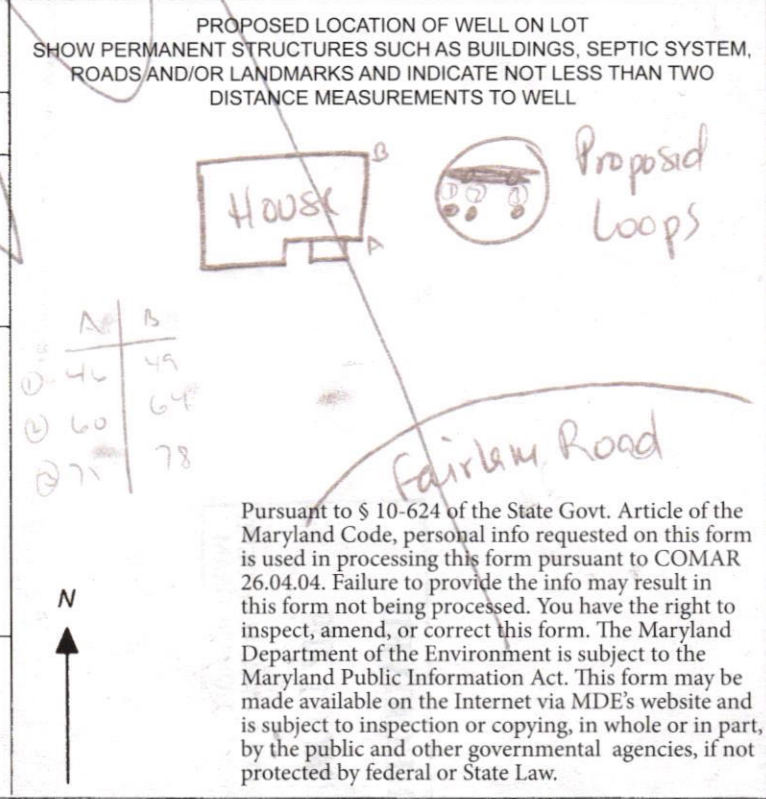 PROPOSED LOCATION OF WELL ON LOT
SHOW PERMANENT STRUCTURES SUCH AS BUILDINGS, SEPTIC SYSTEM,
ROADS AND/OR LANDMARKS AND INDICATE NOT LESS THAN TWO
DISTANCE MEASUREMENTS TO WELL
B
House
A
1 2 3
Proposed
Loops
A B
1 46 49
2 60 64
3 78
Road
Pursuant to § 10-624 of the State Govt. Article of the
Maryland Code, personal info requested on this form
is used in processing this form pursuant to COMAR
26.04.04. Failure to provide the info may result in
this form not being processed. You have the right to
inspect, amend, or correct this form. The Maryland
Department of the Environment is subject to the
Maryland Public Information Act. This form may be
made available on the Internet via MDE's website and
is subject to inspection or copying, in whole or in part,
by the public and other governmental agencies, if not
protected by federal or State Law.
N